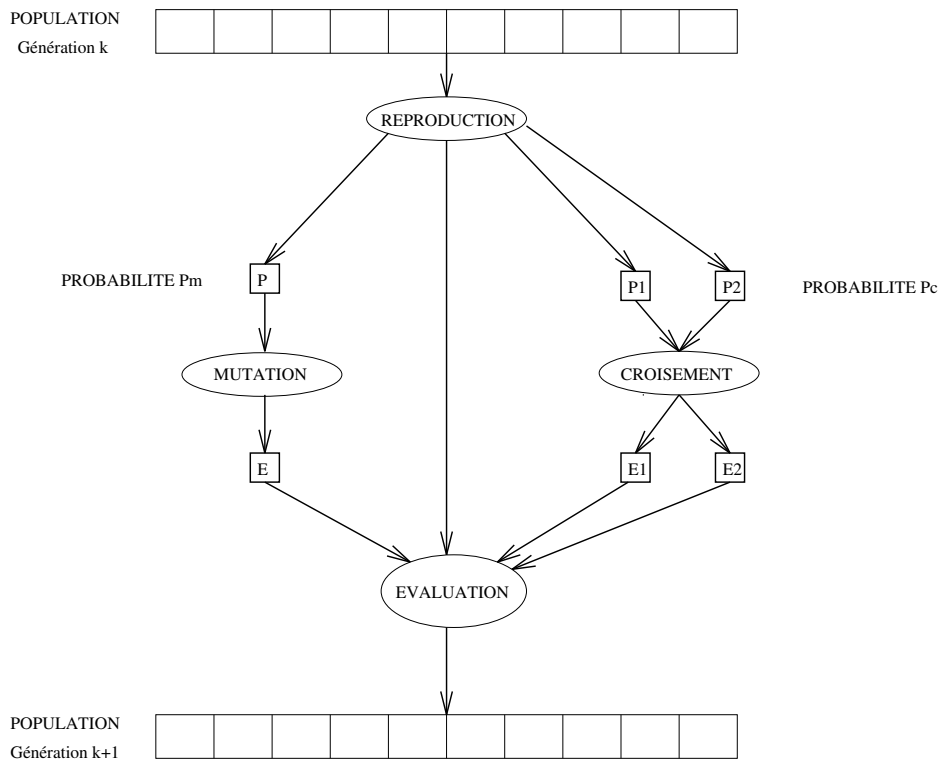 POPULATION
Génération k
REPRODUCTION
PROBABILITE Pm
P
P1
P2
PROBABILITE Pc
MUTATION
CROISEMENT
E
E1
E2
EVALUATION
POPULATION
Génération k+1